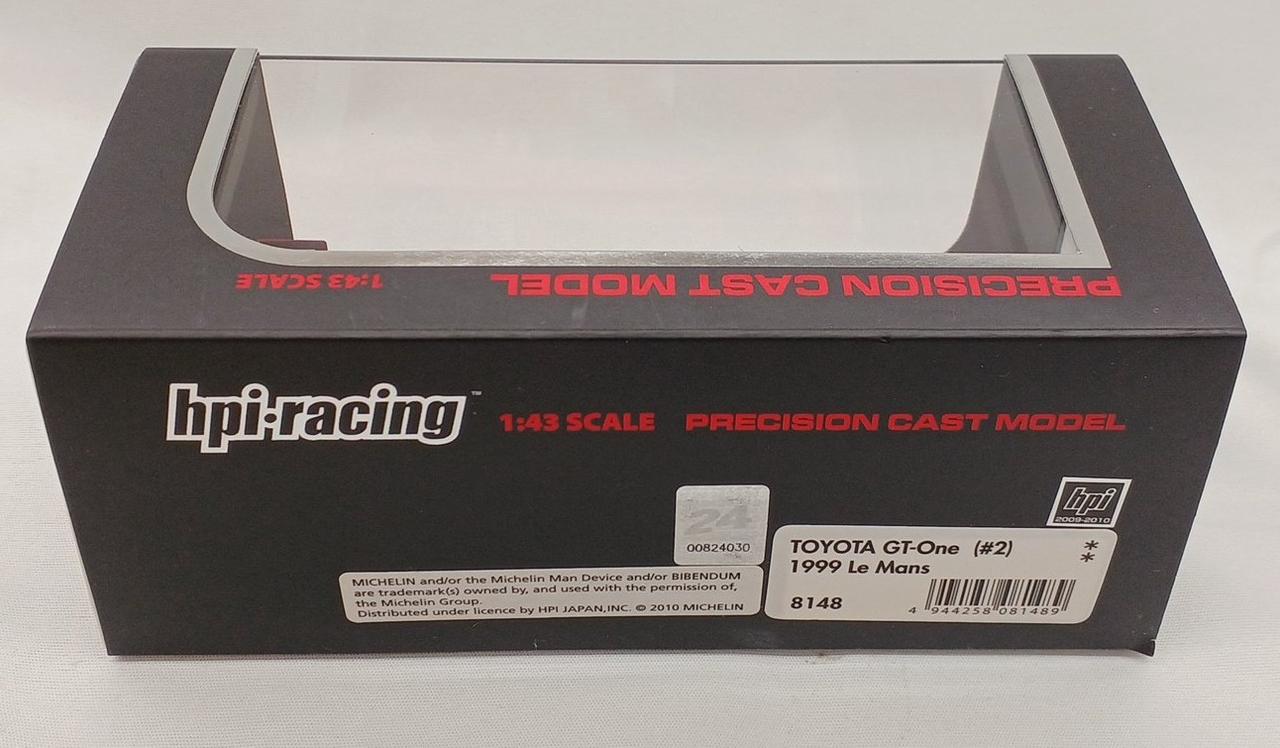 1:43 SCALE PRECISION CAST MODEL
hpi·racing™ 1:43 SCALE PRECISION CAST MODEL
hpi
2009-2010
24
00824030
TOYOTA GT-One (#2) **
1999 Le Mans
8148
4 944258 081489
MICHELIN and/or the Michelin Man Device and/or BIBENDUM
are trademark(s) owned by, and used with the permission of,
the Michelin Group.
Distributed under licence by HPI JAPAN,INC. © 2010 MICHELIN